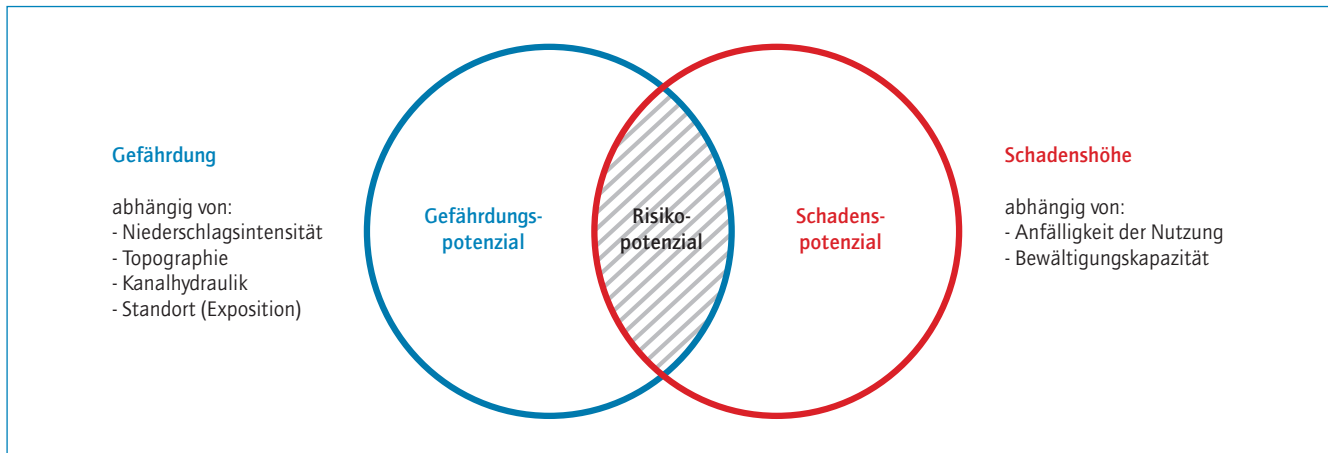 Gefährdung
abhängig von:
- Niederschlagsintensität
- Topographie
- Kanalhydraulik
- Standort (Exposition)
Gefährdungs-
potenzial
Risiko-
potenzial
Schadens-
potenzial
Schadenshöhe
abhängig von:
- Anfälligkeit der Nutzung
- Bewältigungskapazität